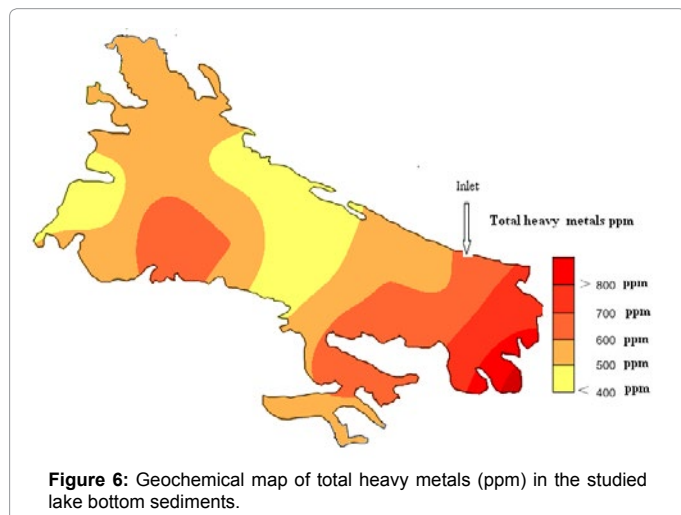 Inlet
Total heavy metals ppm
> 800 ppm
700 ppm
600 ppm
500 ppm
< 400 ppm
Figure 6: Geochemical map of total heavy metals (ppm) in the studied
lake bottom sediments.